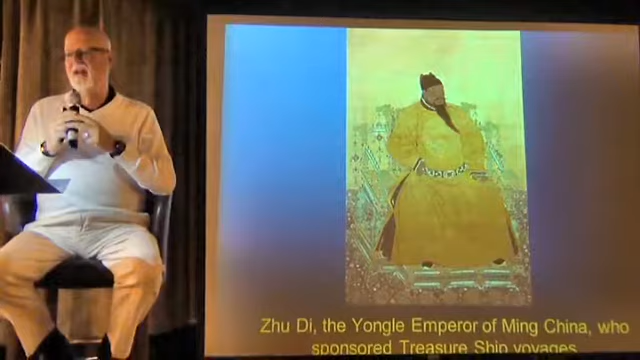 Zhu Di, the Yongle Emperor of Ming China, who
sponsored Treasure Ship voyages